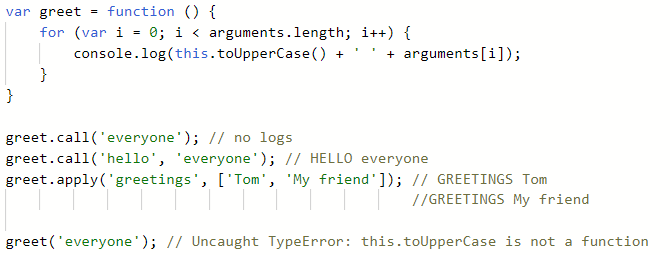 var greet = function () {
    for (var i = 0; i < arguments.length; i++) {
        console.log(this.toUpperCase() + ' ' + arguments[i]);
    }
}

greet.call('everyone'); // no logs
greet.call('hello', 'everyone'); // HELLO everyone
greet.apply('greetings', ['Tom', 'My friend']); // GREETINGS Tom
                                                //GREETINGS My friend

greet('everyone'); // Uncaught TypeError: this.toUpperCase is not a function